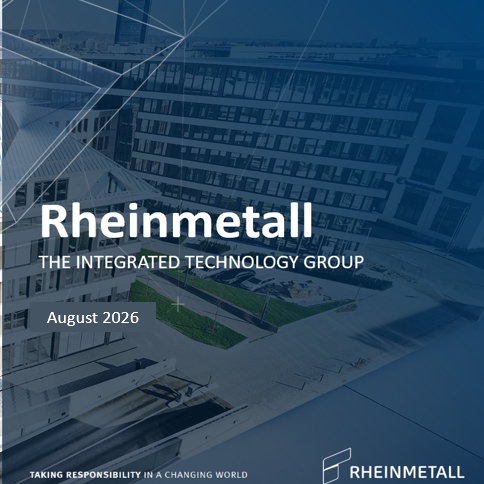 Rheinmetall
THE INTEGRATED TECHNOLOGY GROUP
August 2026
TAKING RESPONSIBILITY IN A CHANGING WORLD
RHEINMETALL